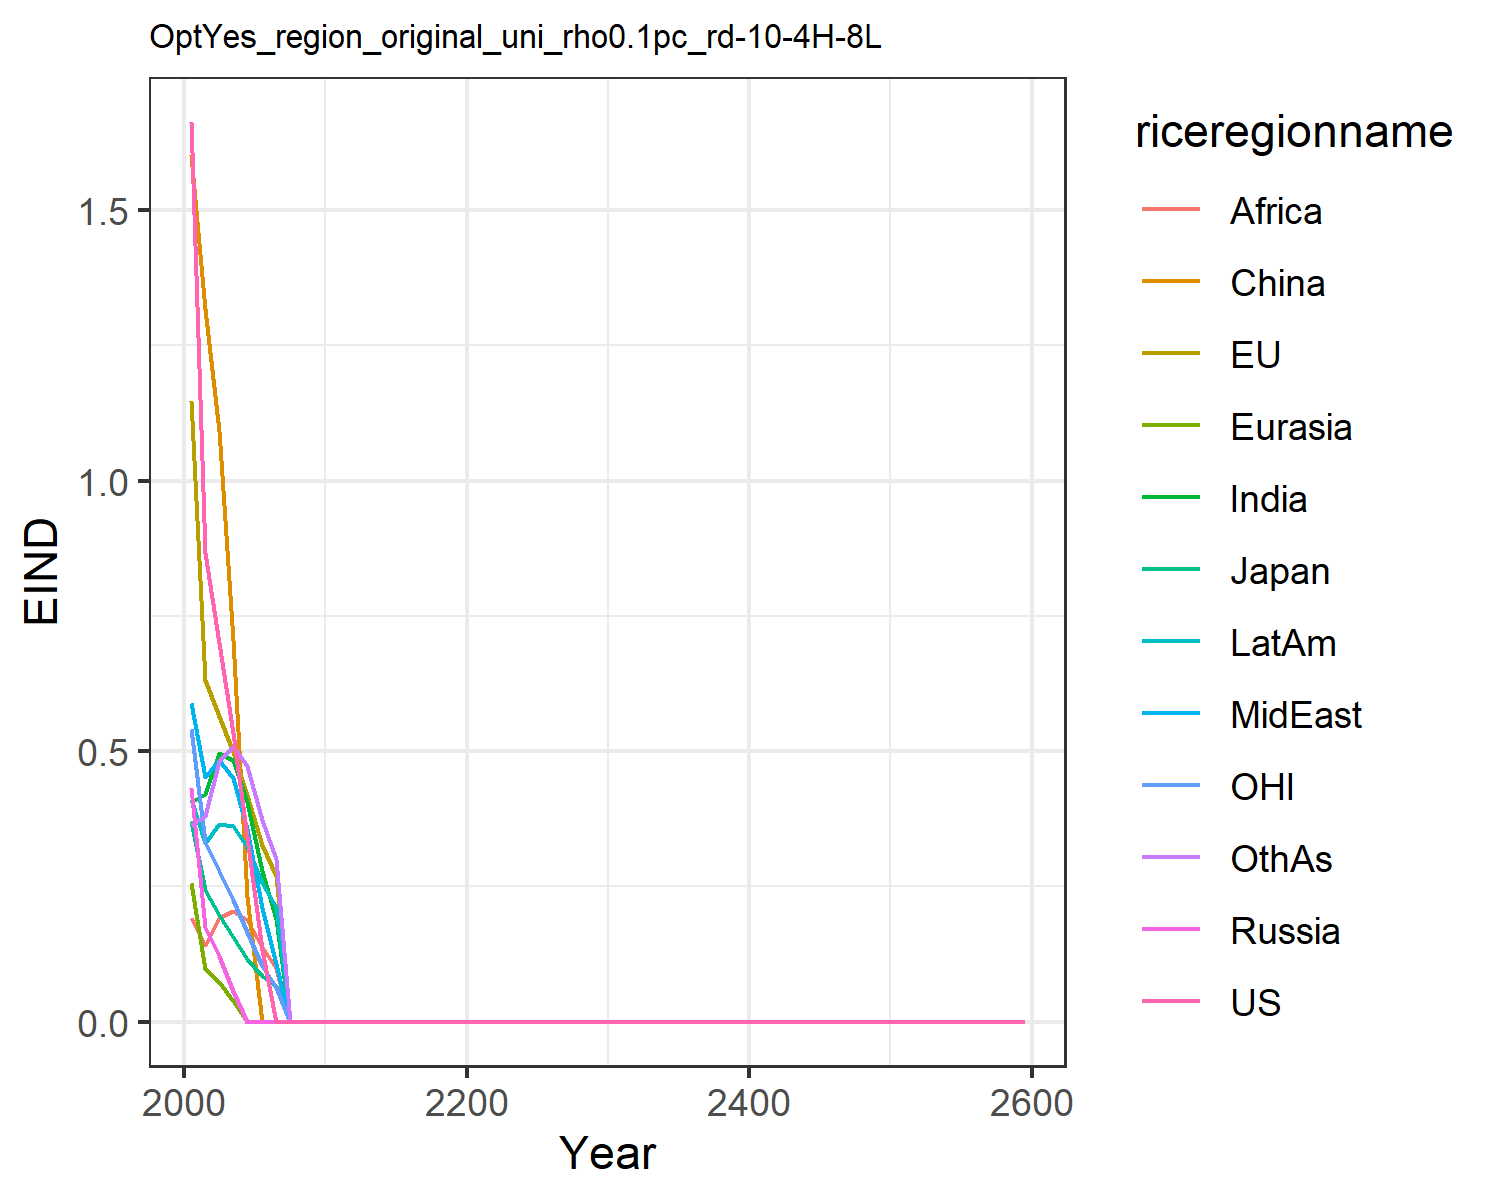 OptYes_region_original_uni_rho0.1pc_rd-10-4H-8L
riceregionname
Africa
China
EU
Eurasia
India
Japan
LatAm
MidEast
OHI
OthAs
Russia
US
EIND
1.5
1.0
0.5
0.0
2000 2200 2400 2600
Year